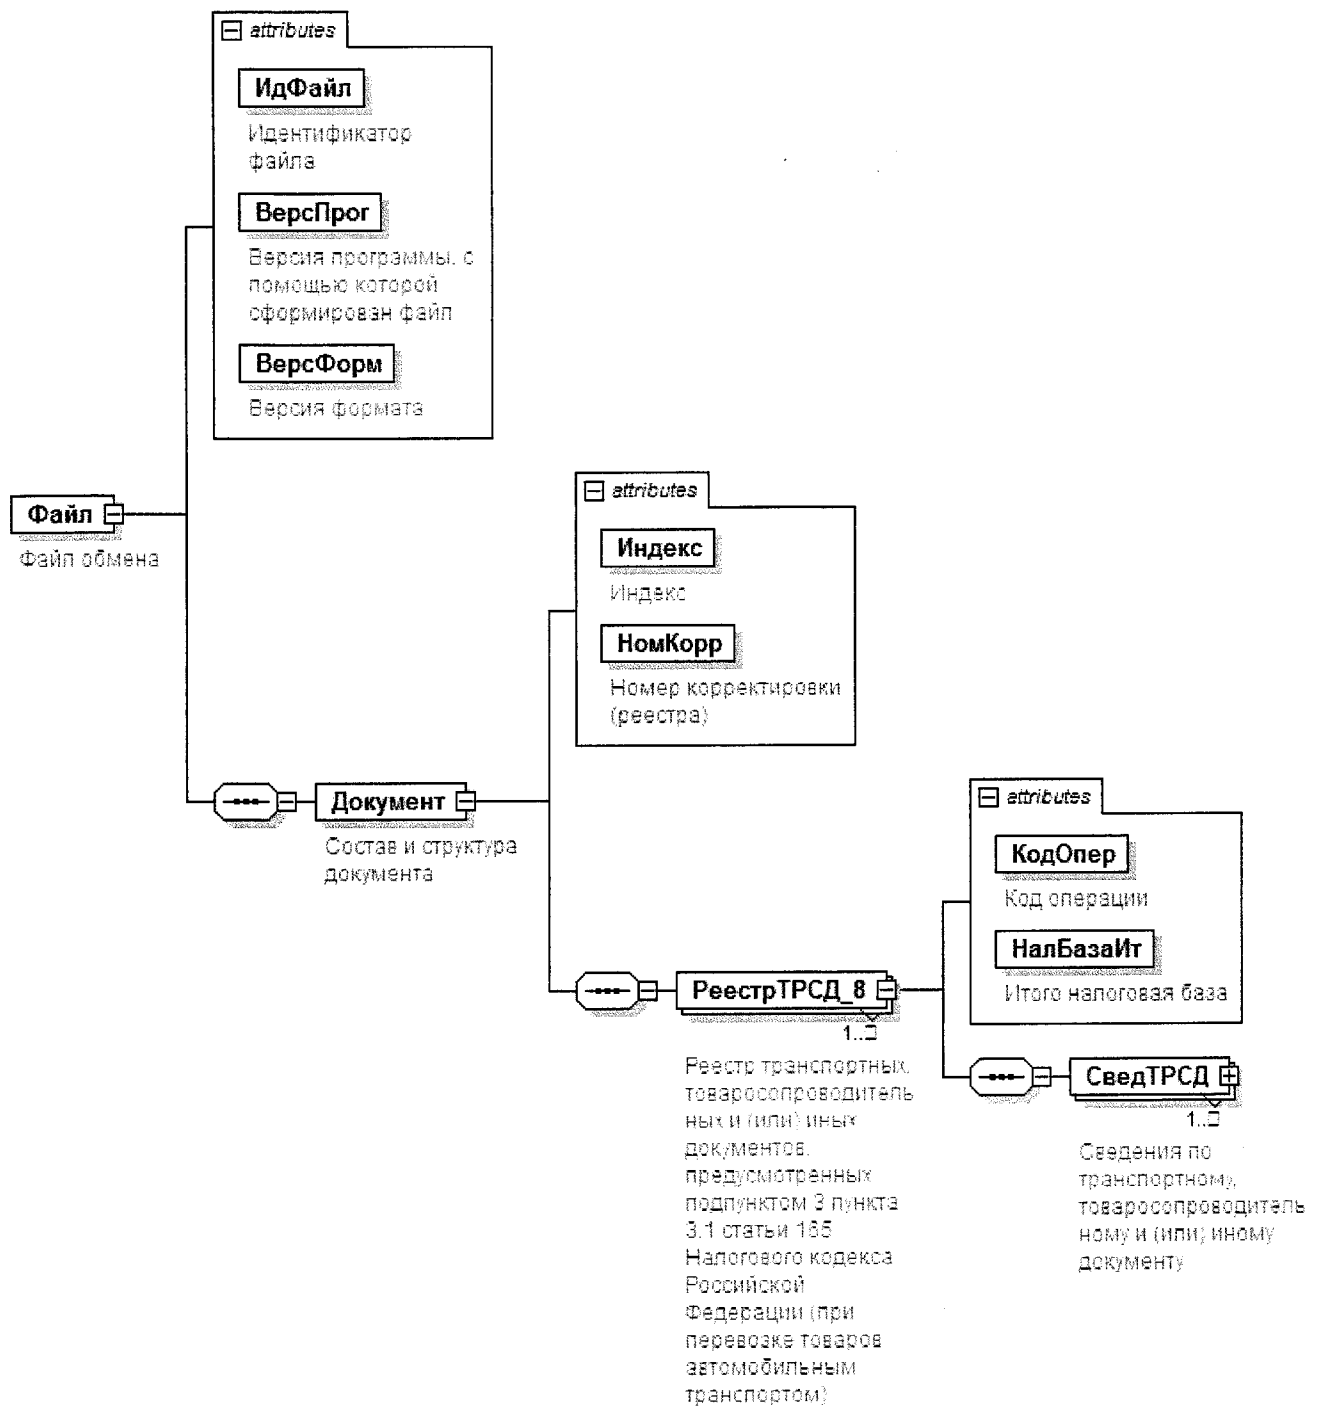 attributes
ИдФайл
Идентификатор
файла
ВерсПрог
Версия программы, с
помощью которой
сформирован файл
ВерсФорм
Версия формата
Файл
Файл обмена
attributes
Индекс
Индекс
НомКорр
Номер корректировки
(реестра)
Документ
Состав и структура
документа
attributes
КодОпер
Код операции
НалБазаИт
Итого налоговая база
РеестрТРСД_8
1..□
Реестр транспортных,
товаросопроводитель
ных и (или) иных
документов,
предусмотренных
подпунктом 3 пункта
3.1 статьи 165
Налогового кодекса
Российской
Федерации (при
перевозке товаров
автомобильным
транспортом)
СведТРСД
1..□
Сведения по
транспортному,
товаросопроводитель
ному и (или) иному
документу